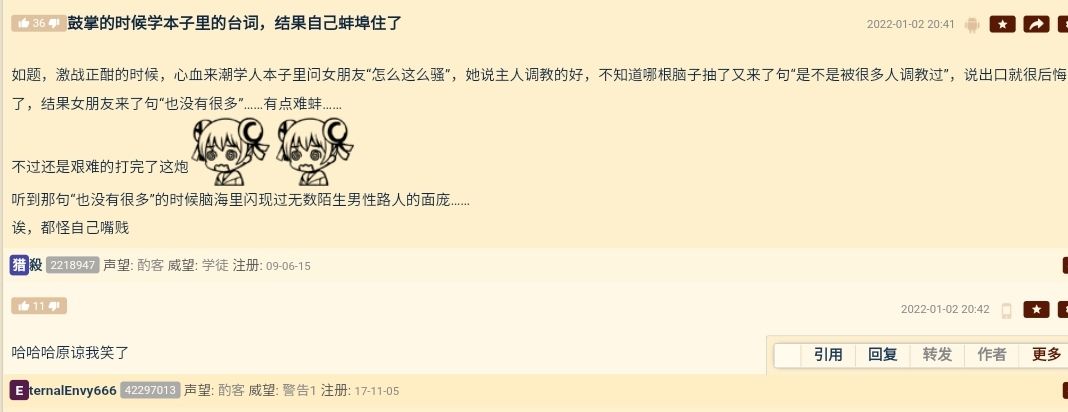 36 鼓掌的时候学本子里的台词，结果自己蚌埠住了 2022-01-02 20:41
如题，激战正酣的时候，心血来潮学人本子里问女朋友“怎么这么骚”，她说主人调教的好，不知道哪根脑子抽了又来了句“是不是被很多人调教过”，说出口就很后悔
了，结果女朋友来了句“也没有很多”……有点难蚌……
不过还是艰难的打完了这炮
听到那句“也没有很多”的时候脑海里闪现过无数陌生男性路人的面庞……
诶，都怪自己嘴贱
猎殺 2218947 声望: 酌客 威望: 学徒 注册: 09-06-15
11 2022-01-02 20:42
哈哈哈原谅我笑了
引用 回复 转发 作者 更多
EternalEnvy666 42297013 声望: 酌客 威望: 警告1 注册: 17-11-05